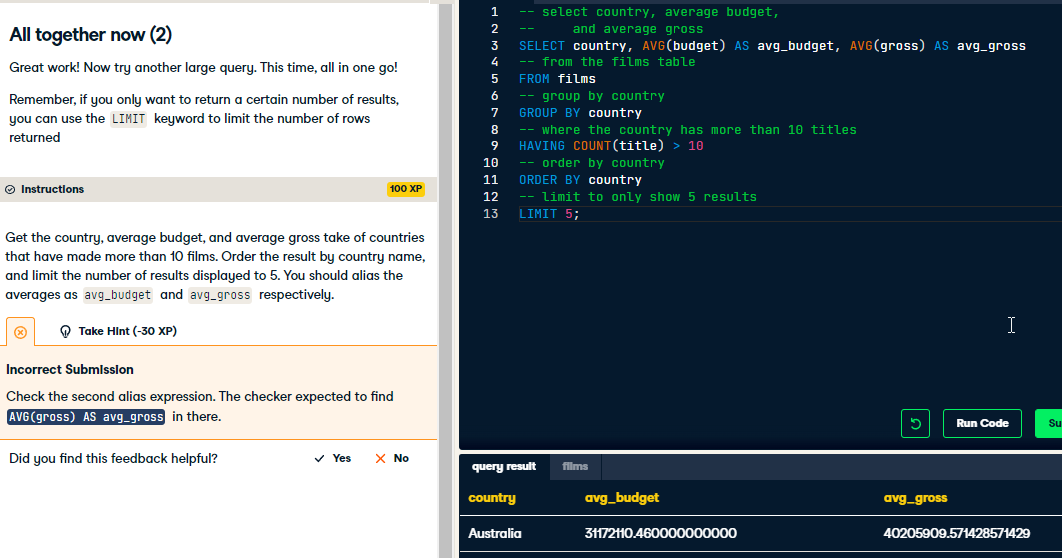 All together now (2)
Great work! Now try another large query. This time, all in one go!
Remember, if you only want to return a certain number of results,
you can use the LIMIT keyword to limit the number of rows
returned
Instructions
100 XP
Get the country, average budget, and average gross take of countries
that have made more than 10 films. Order the result by country name,
and limit the number of results displayed to 5. You should alias the
averages as avg_budget and avg_gross respectively.
Take Hint (-30 XP)
Incorrect Submission
Check the second alias expression. The checker expected to find
AVG(gross) AS avg_gross in there.
Did you find this feedback helpful?
Yes
No
1 -- select country, average budget,
2 -- and average gross
3 SELECT country, AVG(budget) AS avg_budget, AVG(gross) AS avg_gross
4 -- from the films table
5 FROM films
6 -- group by country
7 GROUP BY country
8 -- where the country has more than 10 titles
9 HAVING COUNT(title) > 10
10 -- order by country
11 ORDER BY country
12 -- limit to only show 5 results
13 LIMIT 5;
Run Code
Su
query result films
country avg_budget avg_gross
Australia 31172110.460000000000 40205909.571428571429